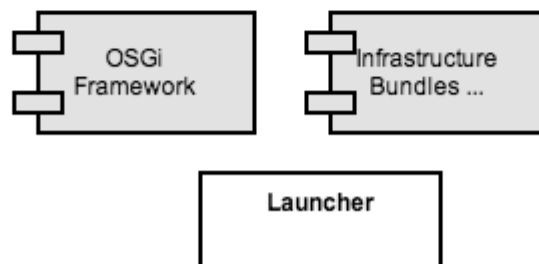 OSGi
Framework
Infrastructure
Bundles ...
Launcher